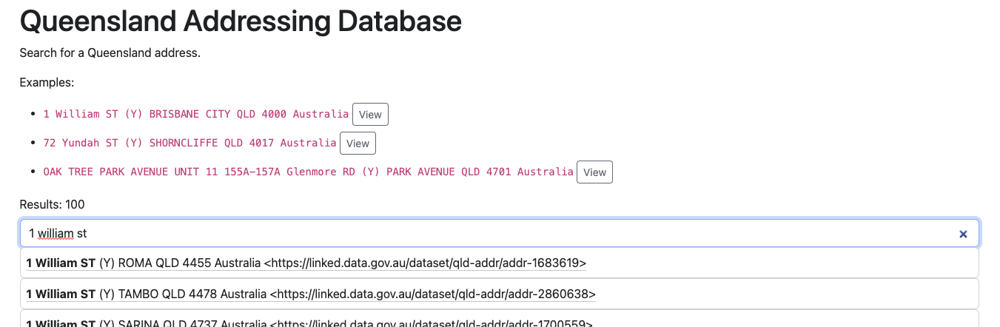 Queensland Addressing Database
Search for a Queensland address.
Examples:
1 William ST (Y) BRISBANE CITY QLD 4000 Australia View
72 Yundah ST (Y) SHORNCLIFFE QLD 4017 Australia View
OAK TREE PARK AVENUE UNIT 11 155A–157A Glenmore RD (Y) PARK AVENUE QLD 4701 Australia View
Results: 100
1 william st ×
1 William ST (Y) ROMA QLD 4455 Australia <https://linked.data.gov.au/dataset/qld-addr/addr-1683619>
1 William ST (Y) TAMBO QLD 4478 Australia <https://linked.data.gov.au/dataset/qld-addr/addr-2860638>
1 William ST (Y) SARINA QLD 4737 Australia <https://linked.data.gov.au/dataset/qld-addr/addr-1700559>